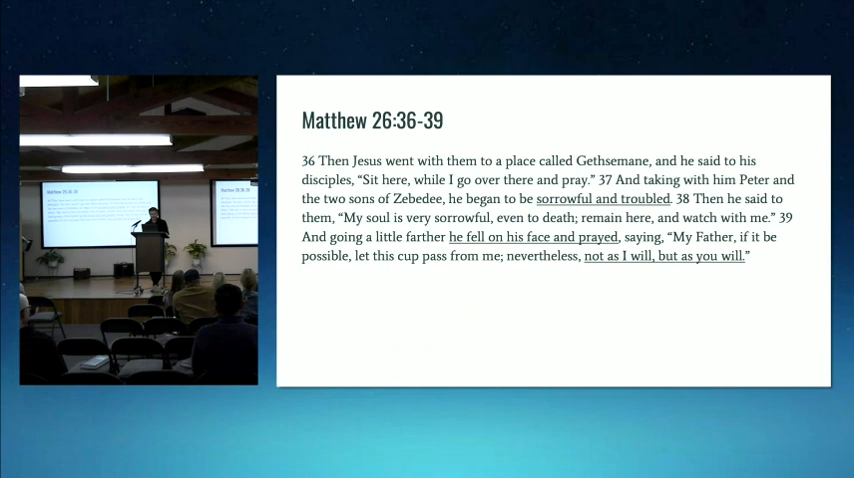 Matthew 26:36-39
36 Then Jesus went with them to a place called Gethsemane, and he said to his
disciples, “Sit here, while I go over there and pray.” 37 And taking with him Peter and
the two sons of Zebedee, he began to be sorrowful and troubled. 38 Then he said to
them, “My soul is very sorrowful, even to death; remain here, and watch with me.” 39
And going a little farther he fell on his face and prayed, saying, “My Father, if it be
possible, let this cup pass from me; nevertheless, not as I will, but as you will.”
Matthew 26:36-39